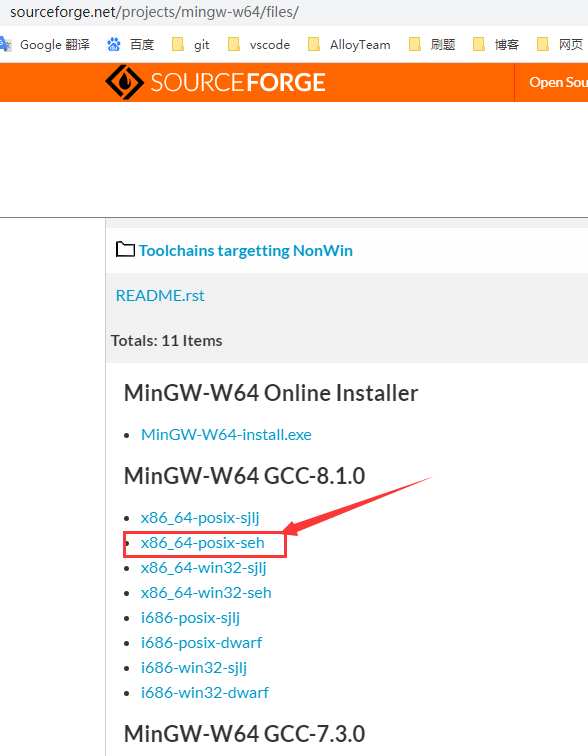 sourceforge.net/projects/mingw-w64/files/
Google 翻译 百度 git vscode AlloyTeam 刷题 博客 网页
SOURCEFORGE Open Sou
Toolchains targetting NonWin
README.rst
Totals: 11 Items
MinGW-W64 Online Installer
MinGW-W64-install.exe
MinGW-W64 GCC-8.1.0
x86_64-posix-sjlj
x86_64-posix-seh
x86_64-win32-sjlj
x86_64-win32-seh
i686-posix-sjlj
i686-posix-dwarf
i686-win32-sjlj
i686-win32-dwarf
MinGW-W64 GCC-7.3.0